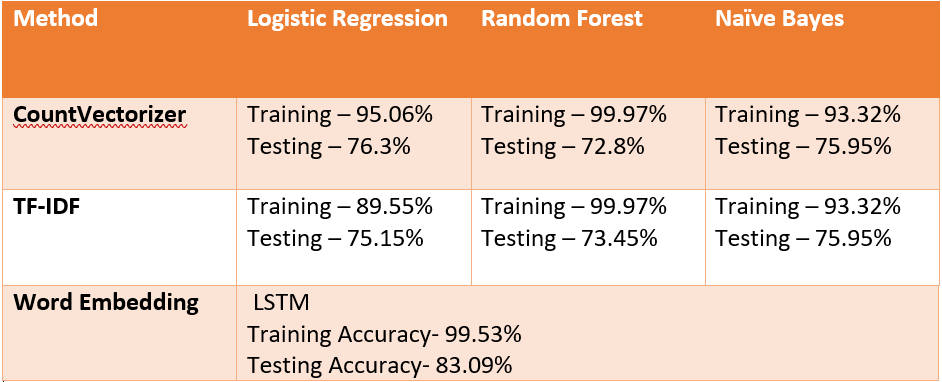 Method Logistic Regression Random Forest Naïve Bayes
CountVectorizer Training – 95.06% Training – 99.97% Training – 93.32%
Testing – 76.3% Testing – 72.8% Testing – 75.95%
TF-IDF Training – 89.55% Training – 99.97% Training – 93.32%
Testing – 75.15% Testing – 73.45% Testing – 75.95%
Word Embedding LSTM
Training Accuracy- 99.53%
Testing Accuracy- 83.09%